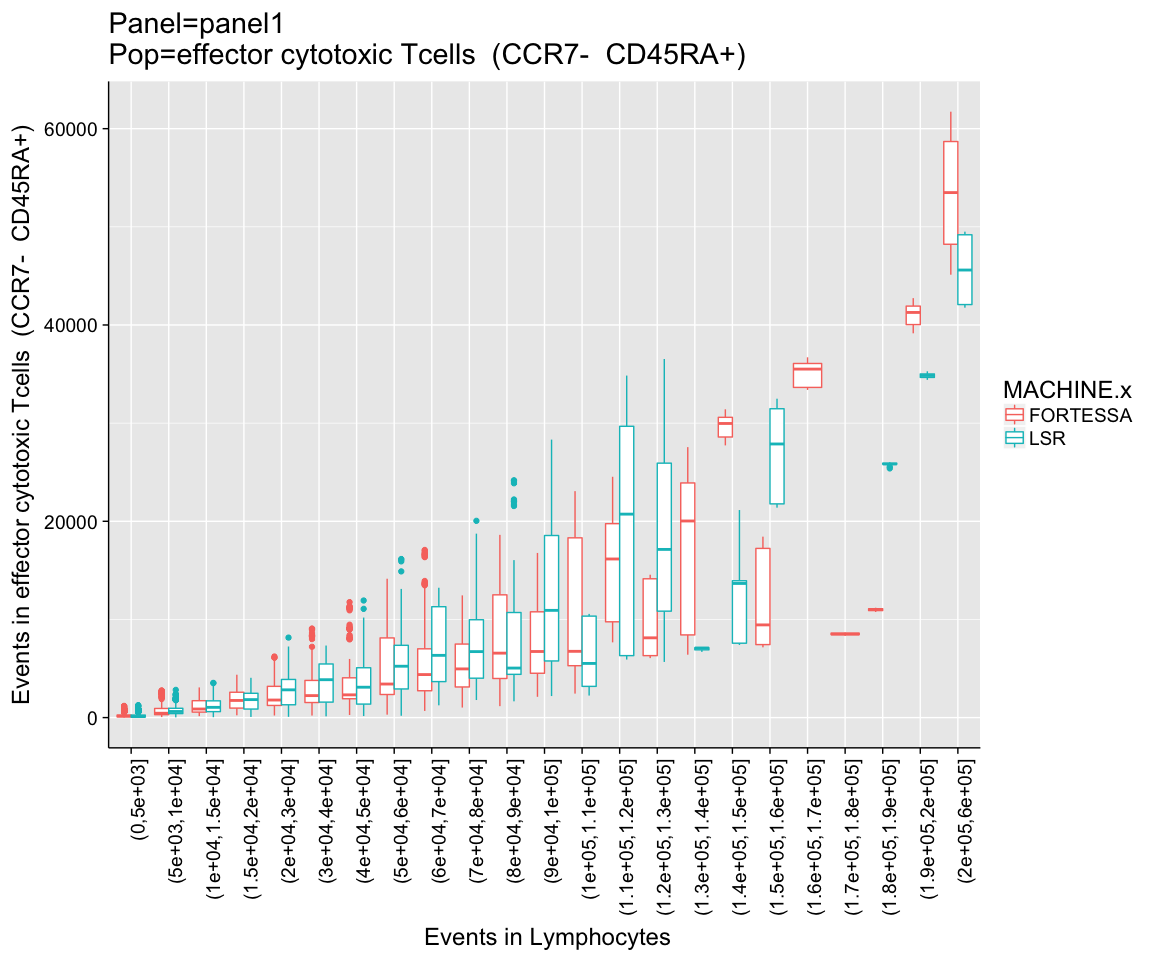 Panel=panel1
Pop=effector cytotoxic Tcells  (CCR7-  CD45RA+)
Events in effector cytotoxic Tcells  (CCR7-  CD45RA+)
60000
40000
20000
0
(0,5e+03]
(5e+03,1e+04]
(1e+04,1.5e+04]
(1.5e+04,2e+04]
(2e+04,3e+04]
(3e+04,4e+04]
(4e+04,5e+04]
(5e+04,6e+04]
(6e+04,7e+04]
(7e+04,8e+04]
(8e+04,9e+04]
(9e+04,1e+05]
(1e+05,1.1e+05]
(1.1e+05,1.2e+05]
(1.2e+05,1.3e+05]
(1.3e+05,1.4e+05]
(1.4e+05,1.5e+05]
(1.5e+05,1.6e+05]
(1.6e+05,1.7e+05]
(1.7e+05,1.8e+05]
(1.8e+05,1.9e+05]
(1.9e+05,2e+05]
(2e+05,6e+05]
Events in Lymphocytes
MACHINE.x
FORTESSA
LSR